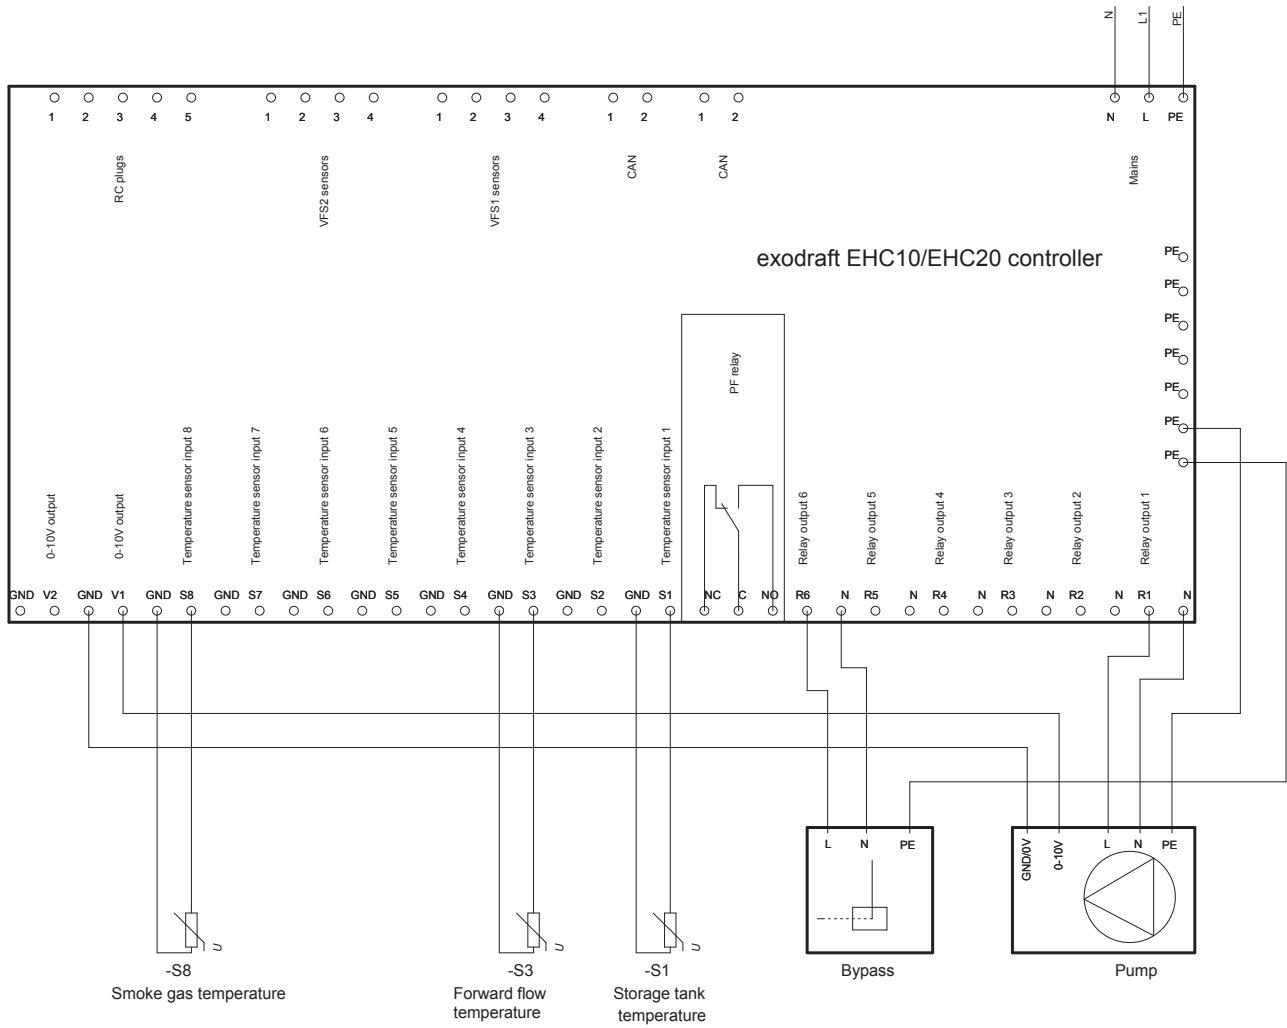 N L1 PE
1 2 3 4 5 1 2 3 4 1 2 3 4 1 2 1 2 N L PE
RC plugs
VFS2 sensors
VFS1 sensors
CAN
CAN
Mains
exodraft EHC10/EHC20 controller
PE
PE
PE
PE
PE
PE
PE
PF relay
0-10V output
0-10V output
Temperature sensor input 8
Temperature sensor input 7
Temperature sensor input 6
Temperature sensor input 5
Temperature sensor input 4
Temperature sensor input 3
Temperature sensor input 2
Temperature sensor input 1
Relay output 6
Relay output 5
Relay output 4
Relay output 3
Relay output 2
Relay output 1
GND V2 GND V1 GND S8 GND S7 GND S6 GND S5 GND S4 GND S3 GND S2 GND S1 NC C NO R6 N R5 N R4 N R3 N R2 N R1 N
L N PE
GND/0V 0-10V L N PE
U
U
U
-S8
Smoke gas temperature
-S3
Forward flow
temperature
-S1
Storage tank
temperature
Bypass
Pump